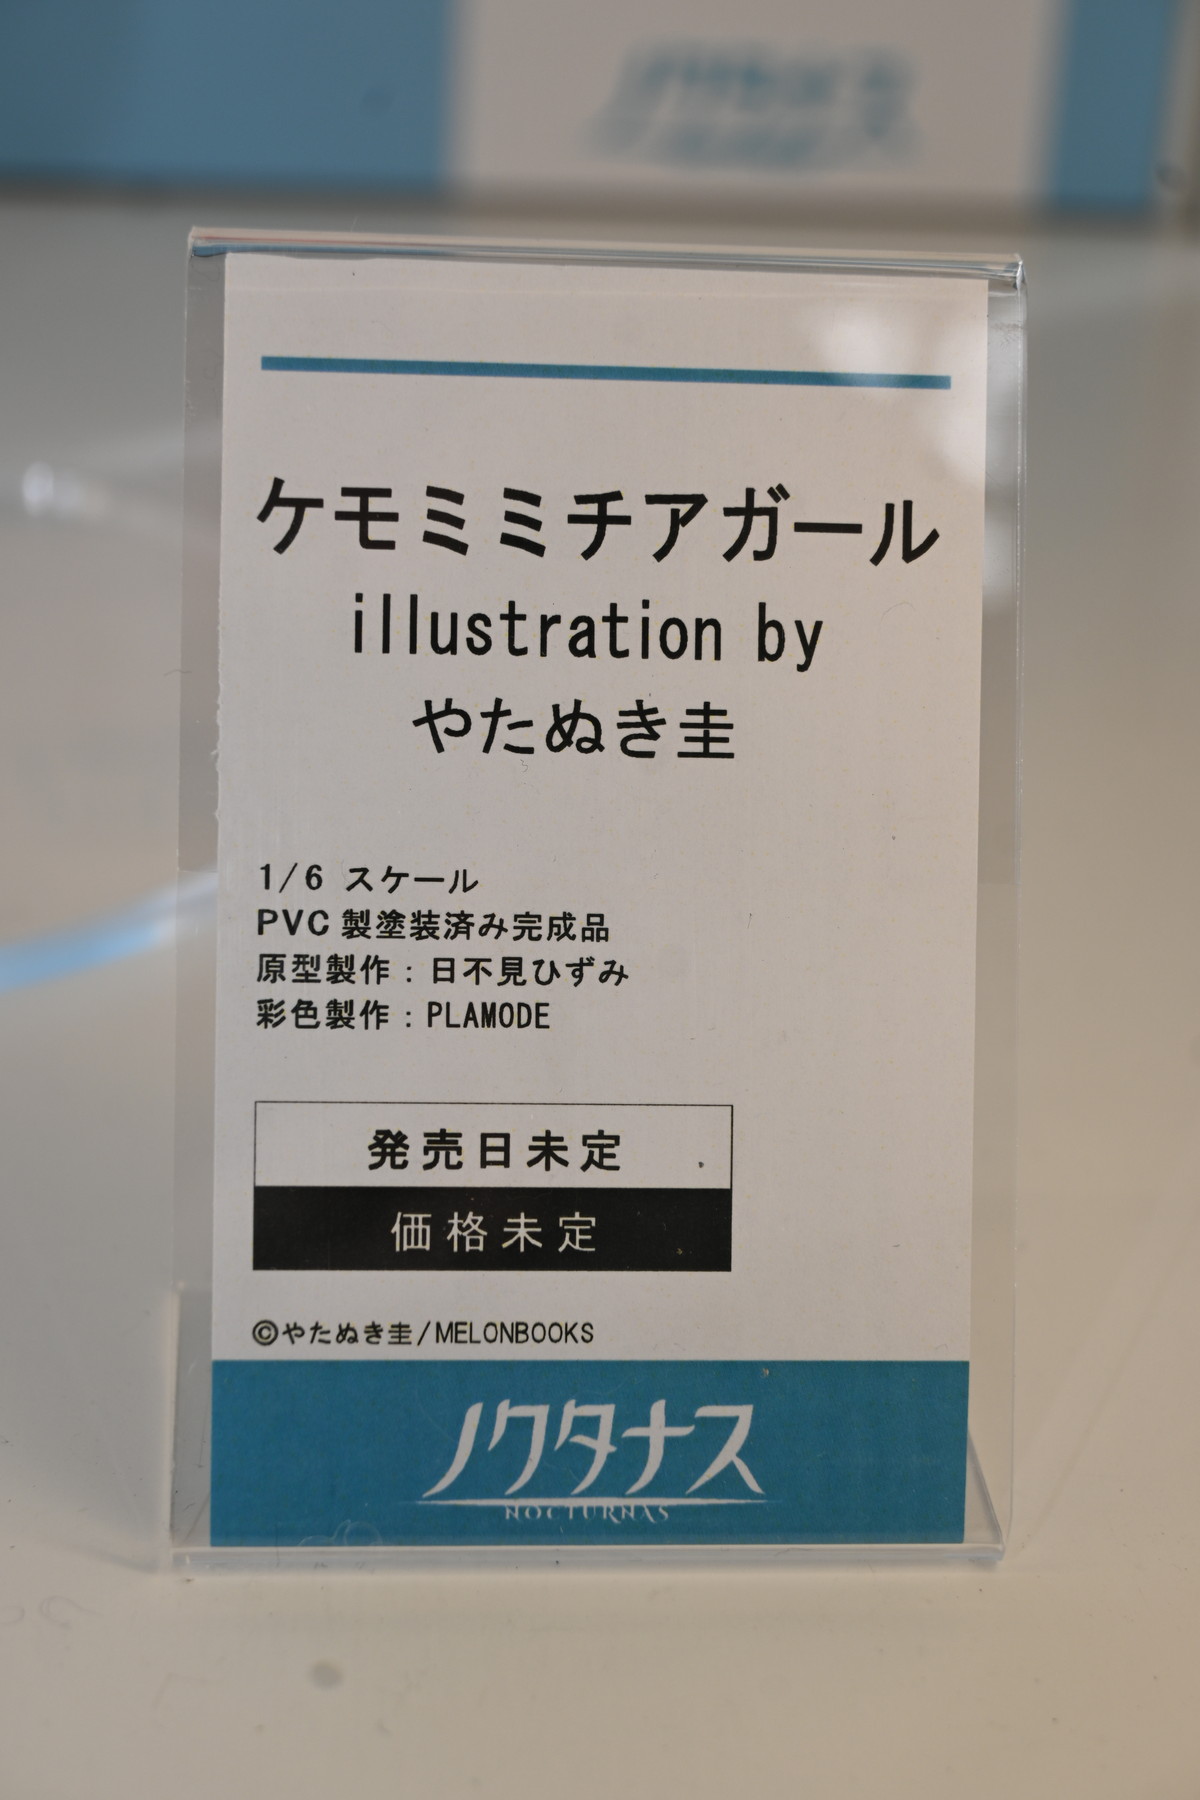 ケモミミチアガール
illustration by
やたぬき圭
1/6 スケール
PVC 製塗装済み完成品
原型製作：日不見ひずみ
彩色製作：PLAMODE
発売日未定
価格未定
©やたぬき圭/MELONBOOKS
ノクタナス
NOCTURNAS